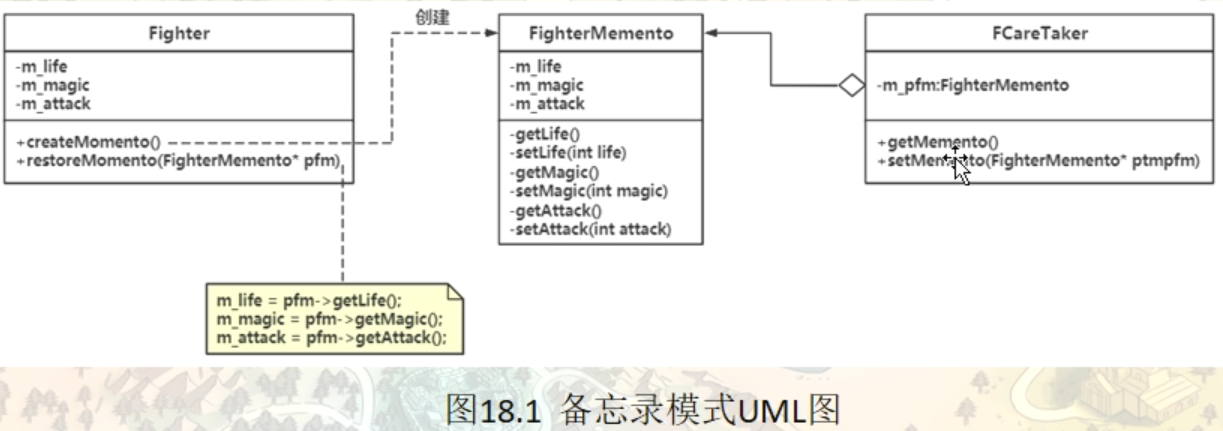 创建
Fighter
-m_life
-m_magic
-m_attack
+createMomento()
+restoreMomento(FighterMemento* pfm)
m_life = pfm->getLife();
m_magic = pfm->getMagic();
m_attack = pfm->getAttack();
FighterMemento
-m_life
-m_magic
-m_attack
-getLife()
-setLife(int life)
-getMagic()
-setMagic(int magic)
-getAttack()
-setAttack(int attack)
FCareTaker
-m_pfm:FighterMemento
+getMemento()
+setMemento(FighterMemento* ptmpfm)
图18.1 备忘录模式UML图